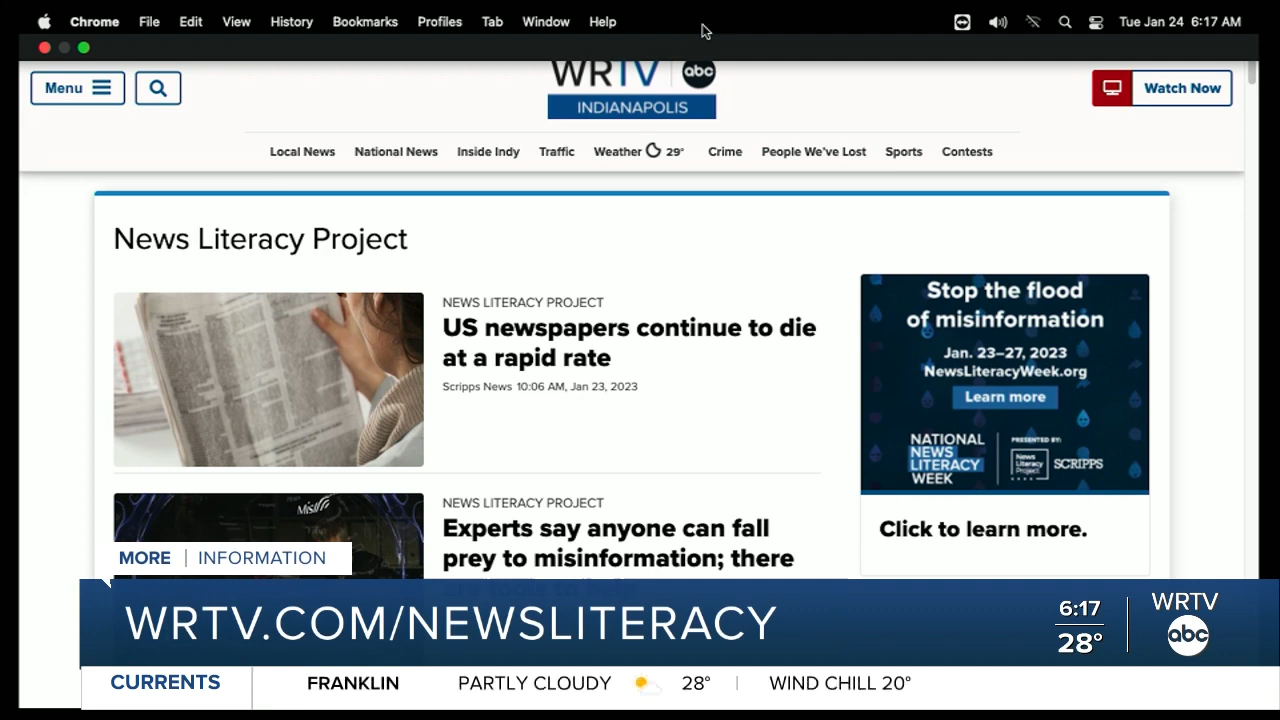 Chrome File Edit View History Bookmarks Profiles Tab Window Help Tue Jan 24 6:17 AM
Menu
WRTV abc
INDIANAPOLIS
Watch Now
Local News National News Inside Indy Traffic Weather 29° Crime People We've Lost Sports Contests
News Literacy Project
NEWS LITERACY PROJECT
US newspapers continue to die
at a rapid rate
Scripps News 10:06 AM, Jan 23, 2023
Stop the flood
of misinformation
Jan. 23–27, 2023
NewsLiteracyWeek.org
Learn more
NATIONAL
NEWS
LITERACY
WEEK
PRESENTED BY:
News
Literacy
Project
SCRIPPS
Click to learn more.
NEWS LITERACY PROJECT
Experts say anyone can fall
prey to misinformation; there
MORE | INFORMATION
WRTV.COM/NEWSLITERACY
6:17
28°
WRTV
abc
CURRENTS FRANKLIN PARTLY CLOUDY 28° | WIND CHILL 20°